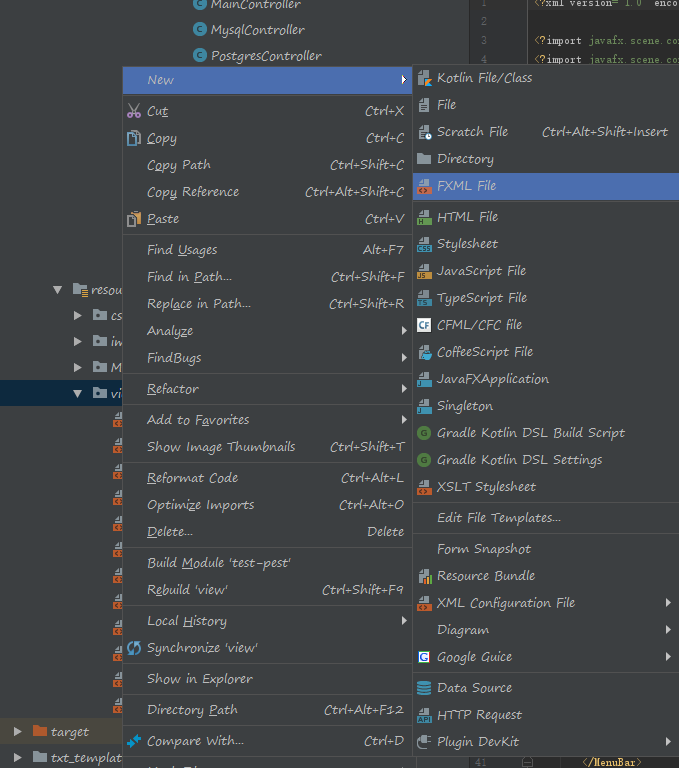 MainController
MysqlController
PostgresController
<?xml version="1.0" enco
2
3
<?import javafx.scene.co
4
<?import javafx.scene.com
New
Cut Ctrl+X
Copy Ctrl+C
Copy Path Ctrl+Shift+C
Copy Reference Ctrl+Alt+Shift+C
Paste Ctrl+V
Find Usages Alt+F7
Find in Path... Ctrl+Shift+F
Replace in Path... Ctrl+Shift+R
Analyze
FindBugs
Refactor
Add to Favorites
Show Image Thumbnails Ctrl+Shift+T
Reformat Code Ctrl+Alt+L
Optimize Imports Ctrl+Alt+O
Delete... Delete
Build Module 'test-pest'
Rebuild 'view' Ctrl+Shift+F9
Local History
Synchronize 'view'
Show in Explorer
Directory Path Ctrl+Alt+F12
Compare With... Ctrl+D
Kotlin File/Class
File
Scratch File Ctrl+Alt+Shift+Insert
Directory
FXML File
HTML File
Stylesheet
JavaScript File
TypeScript File
CFML/CFC file
CoffeeScript File
JavaFXApplication
Singleton
Gradle Kotlin DSL Build Script
Gradle Kotlin DSL Settings
XSLT Stylesheet
Edit File Templates...
Form Snapshot
Resource Bundle
XML Configuration File
Diagram
Google Guice
Data Source
HTTP Request
Plugin DevKit
resou
cs
im
M
vi
target
txt_templat
41 </MenuBar>